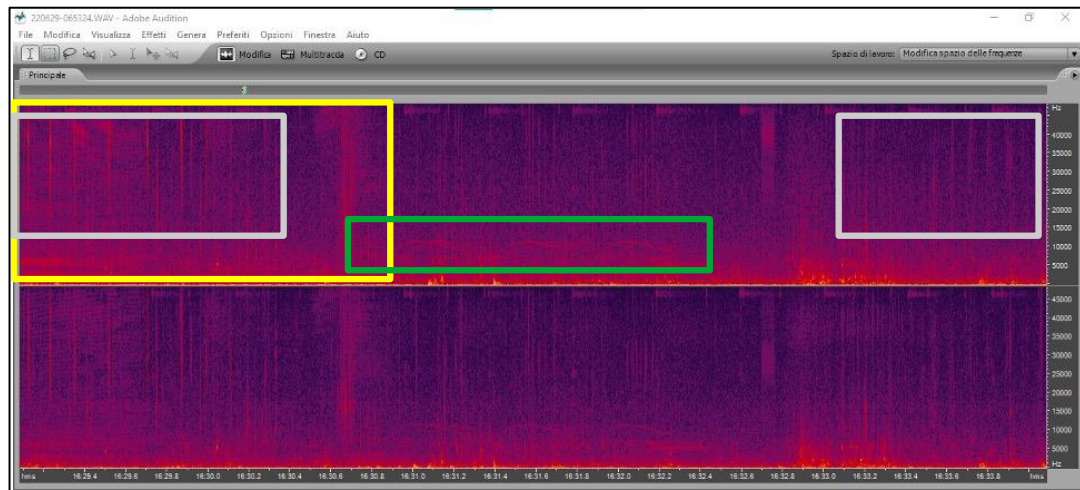 220629-065324.WAV - Adobe Audition
File Modifica Visualizza Effetti Genera Preferiti Opzioni Finestra Aiuto
Modifica Multitraccia CD Spazio di lavoro: Modifica spazio delle frequenze
Principale
Hz
40000
35000
30000
25000
20000
15000
10000
5000
Hz
45000
40000
35000
30000
25000
20000
15000
10000
5000
Hz
hms 16:29.4 16:29.6 16:29.8 16:30.0 16:30.2 16:30.4 16:30.6 16:30.8 16:31.0 16:31.2 16:31.4 16:31.6 16:31.8 16:32.0 16:32.2 16:32.4 16:32.6 16:32.8 16:33.0 16:33.2 16:33.4 16:33.6 16:33.8 hms